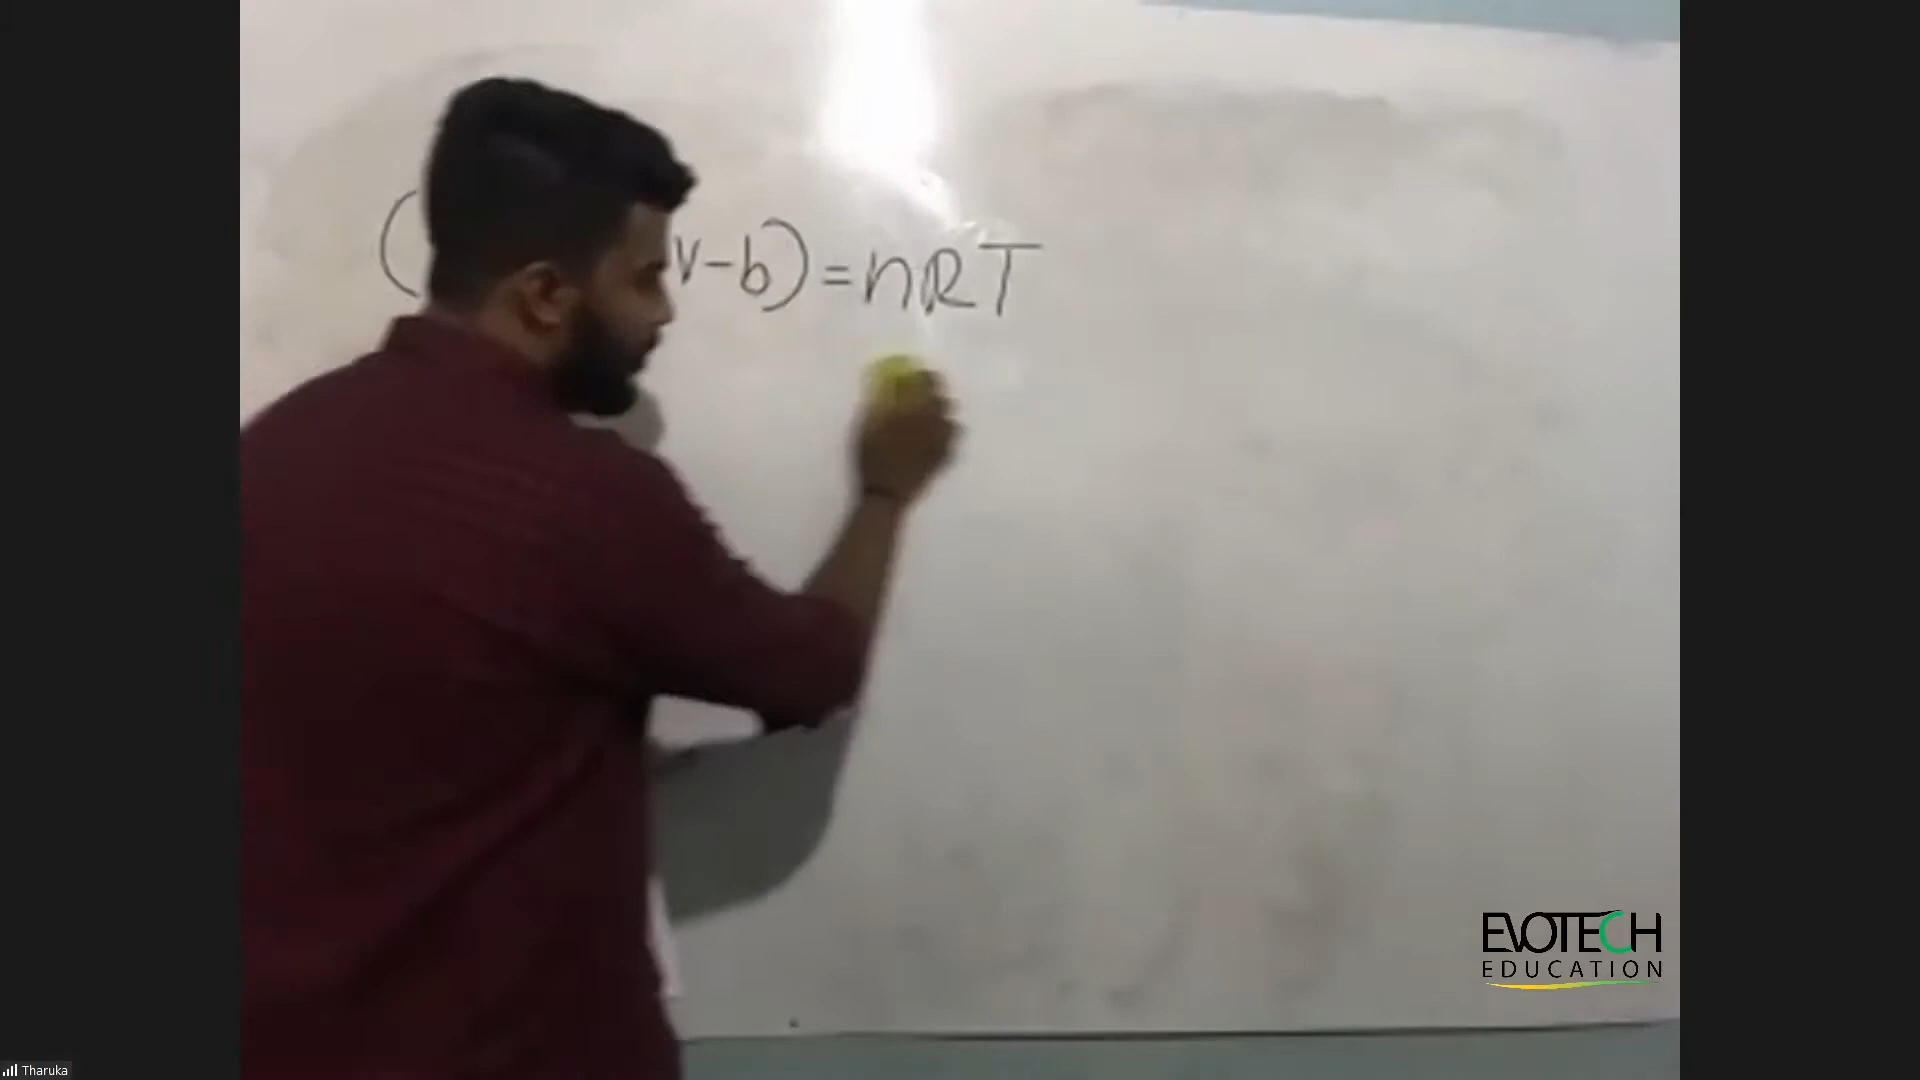 ( v-b) = nRT
EVOTECH
EDUCATION
Tharuka